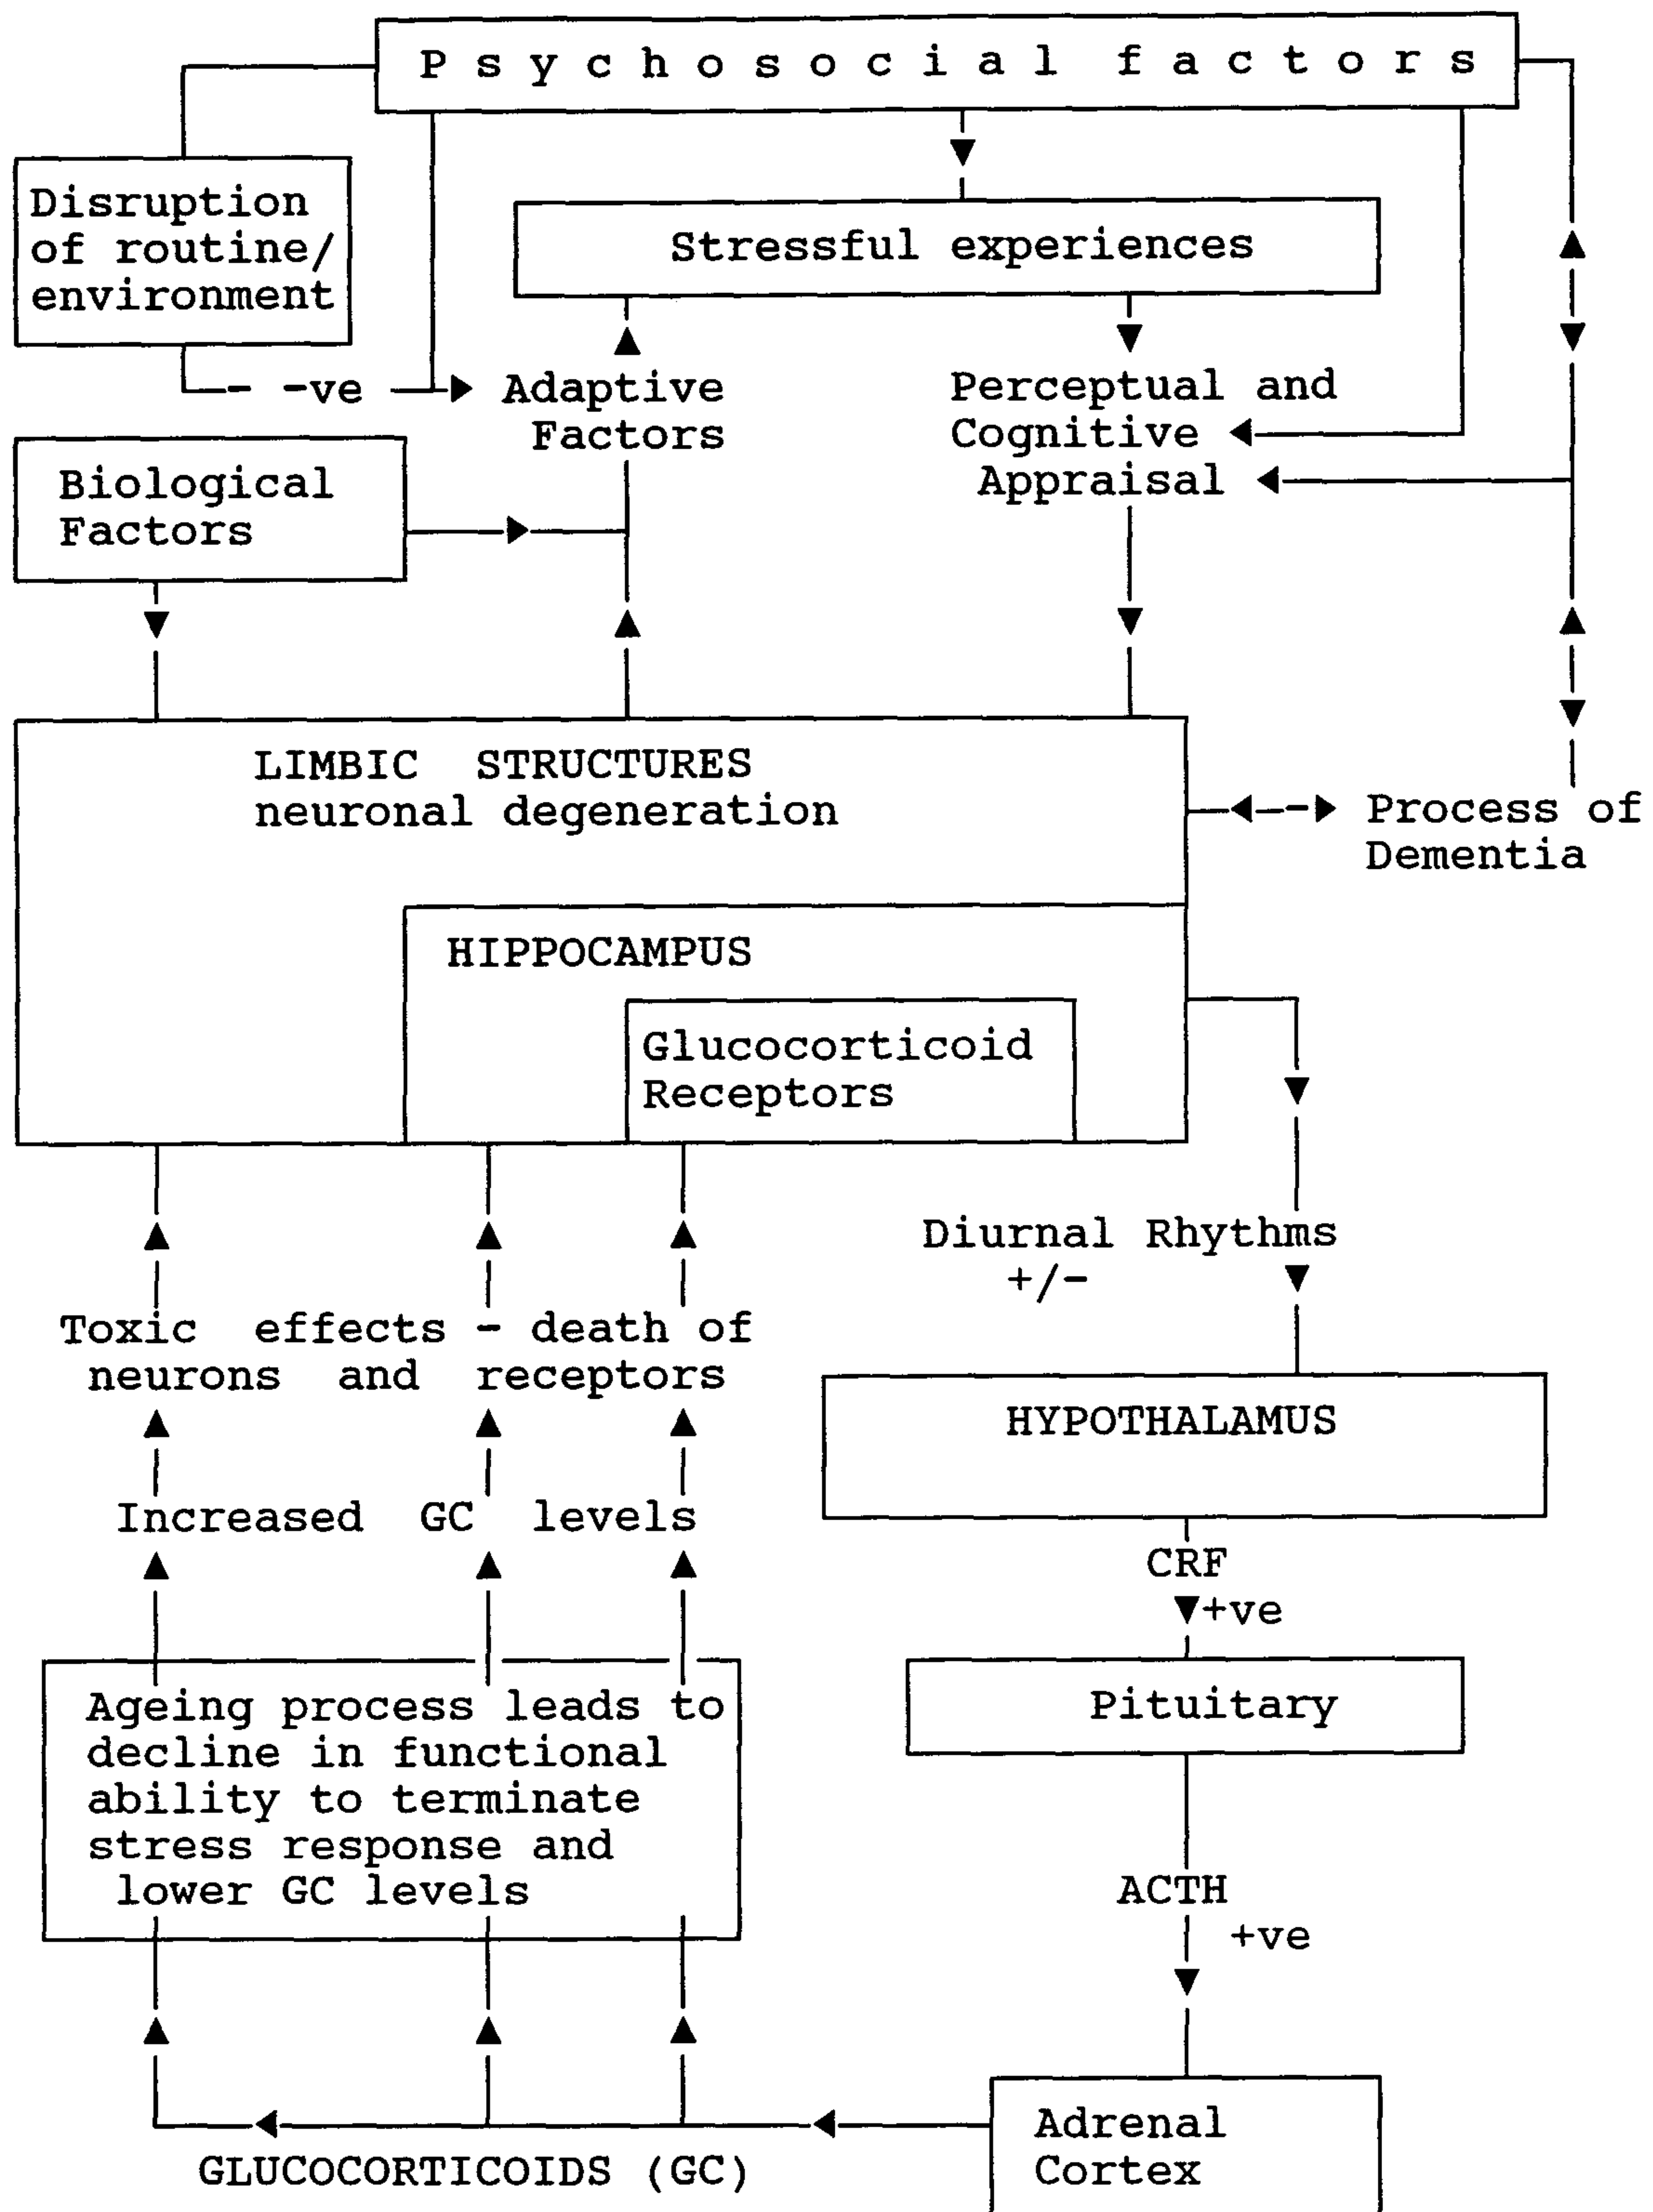 Psychosocial factors
Disruption
of routine/
environment
Stressful experiences
- -ve
Adaptive
Factors
Perceptual and
Cognitive
Appraisal
Biological
Factors
LIMBIC STRUCTURES
neuronal degeneration
Process of
Dementia
HIPPOCAMPUS
Glucocorticoid
Receptors
Diurnal Rhythms
+/-
Toxic effects - death of
neurons and receptors
HYPOTHALAMUS
Increased GC levels
CRF
+ve
Ageing process leads to
decline in functional
ability to terminate
stress response and
lower GC levels
Pituitary
ACTH
+ve
Adrenal
Cortex
GLUCOCORTICOIDS (GC)